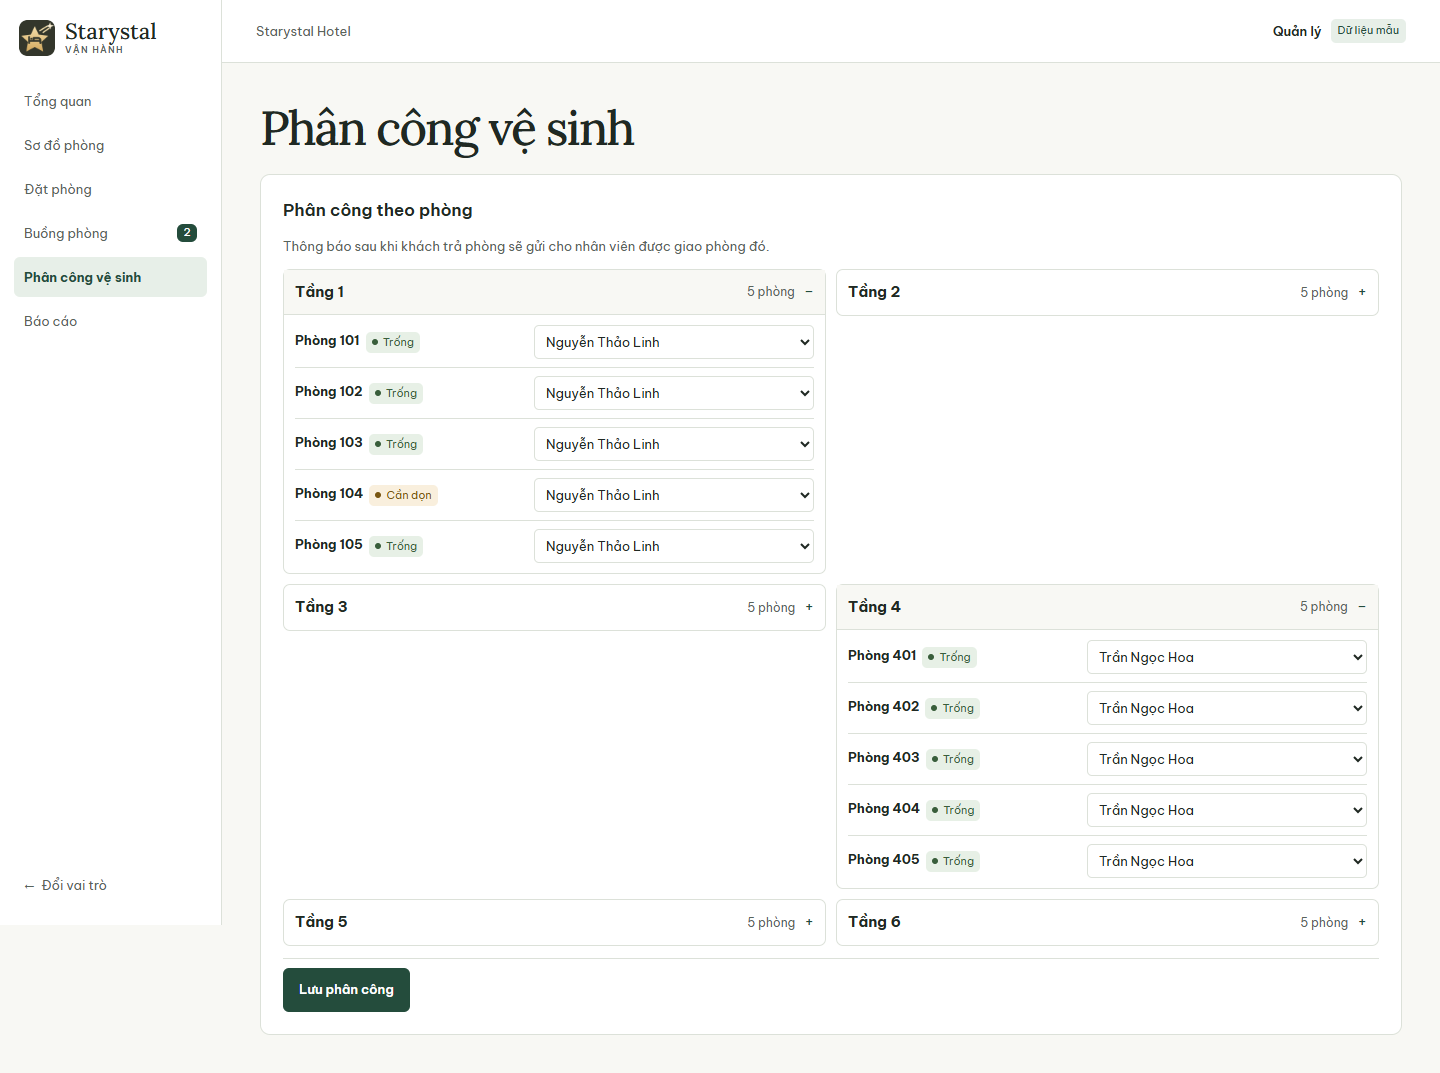 Starystal
VẬN HÀNH
Tổng quan
Sơ đồ phòng
Đặt phòng
Buồng phòng 2
Phân công vệ sinh
Báo cáo
← Đổi vai trò
Starystal Hotel
Quản lý Dữ liệu mẫu
Phân công vệ sinh
Phân công theo phòng
Thông báo sau khi khách trả phòng sẽ gửi cho nhân viên được giao phòng đó.
Tầng 1 5 phòng −
Phòng 101 Trống Nguyễn Thảo Linh
Phòng 102 Trống Nguyễn Thảo Linh
Phòng 103 Trống Nguyễn Thảo Linh
Phòng 104 Cần dọn Nguyễn Thảo Linh
Phòng 105 Trống Nguyễn Thảo Linh
Tầng 2 5 phòng +
Tầng 3 5 phòng +
Tầng 4 5 phòng −
Phòng 401 Trống Trần Ngọc Hoa
Phòng 402 Trống Trần Ngọc Hoa
Phòng 403 Trống Trần Ngọc Hoa
Phòng 404 Trống Trần Ngọc Hoa
Phòng 405 Trống Trần Ngọc Hoa
Tầng 5 5 phòng +
Tầng 6 5 phòng +
Lưu phân công